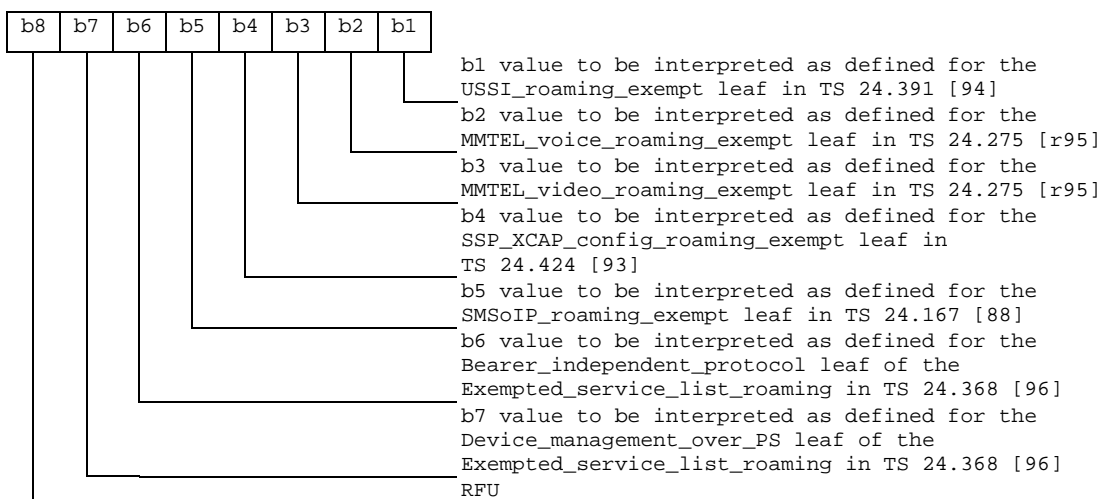 b8 b7 b6 b5 b4 b3 b2 b1
b1 value to be interpreted as defined for the
USSI_roaming_exempt leaf in TS 24.391 [94]
b2 value to be interpreted as defined for the
MMTEL_voice_roaming_exempt leaf in TS 24.275 [r95]
b3 value to be interpreted as defined for the
MMTEL_video_roaming_exempt leaf in TS 24.275 [r95]
b4 value to be interpreted as defined for the
SSP_XCAP_config_roaming_exempt leaf in
TS 24.424 [93]
b5 value to be interpreted as defined for the
SMSoIP_roaming_exempt leaf in TS 24.167 [88]
b6 value to be interpreted as defined for the
Bearer_independent_protocol leaf of the
Exempted_service_list_roaming in TS 24.368 [96]
b7 value to be interpreted as defined for the
Device_management_over_PS leaf of the
Exempted_service_list_roaming in TS 24.368 [96]
RFU